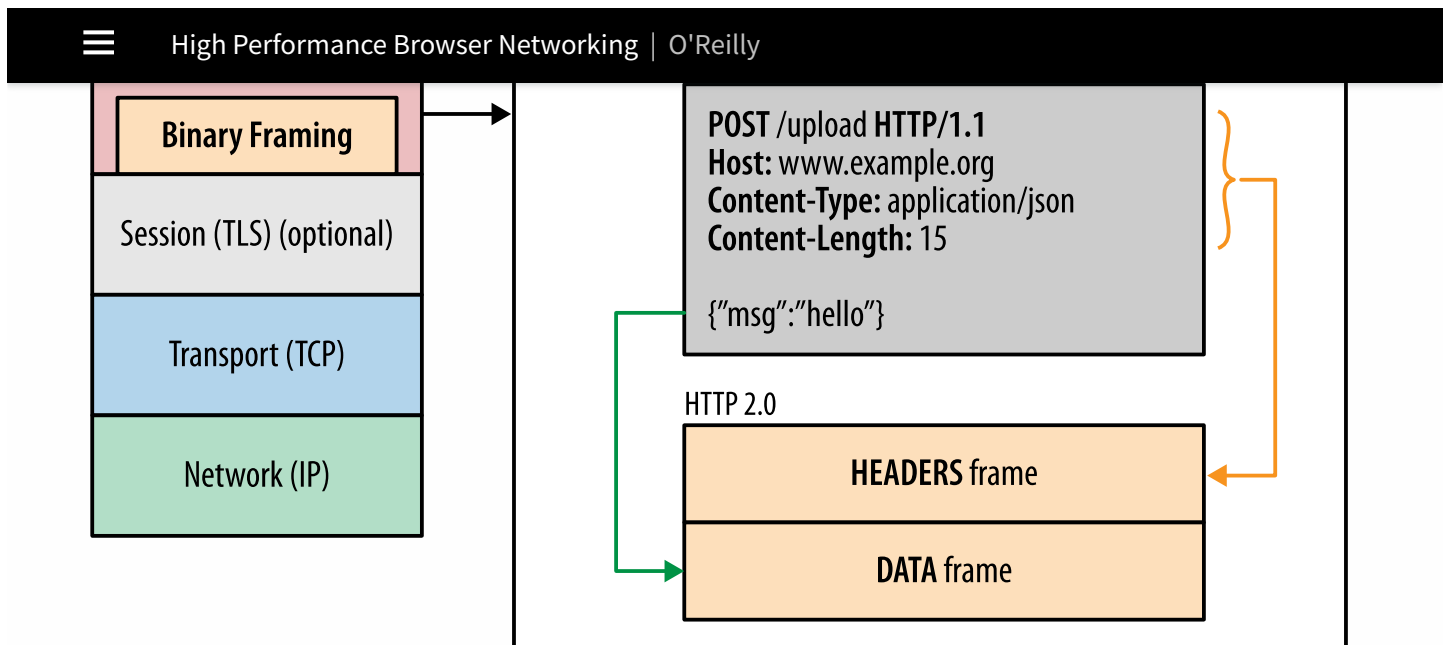 High Performance Browser Networking | O'Reilly
Binary Framing
Session (TLS) (optional)
Transport (TCP)
Network (IP)
POST /upload HTTP/1.1
Host: www.example.org
Content-Type: application/json
Content-Length: 15
{”msg”:”hello”}
HTTP 2.0
HEADERS frame
DATA frame